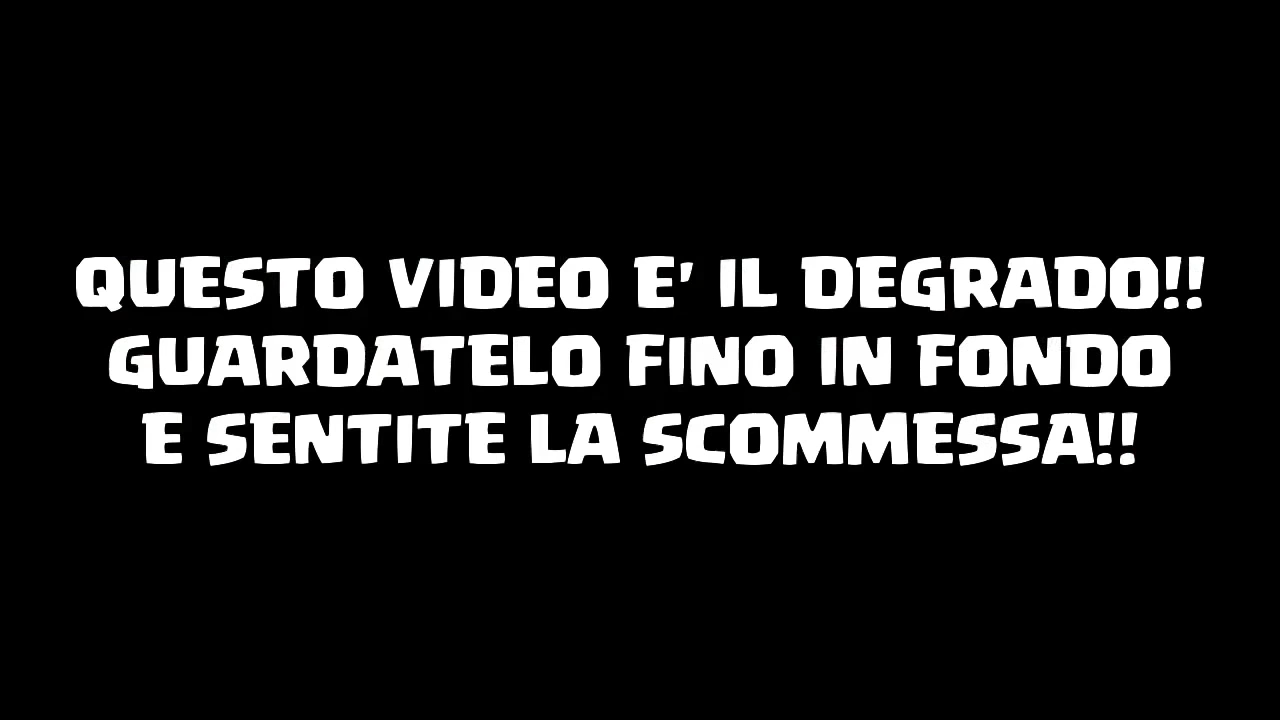 QUESTO VIDEO E' IL DEGRADO!!
GUARDATELO FINO IN FONDO
E SENTITE LA SCOMMESSA!!